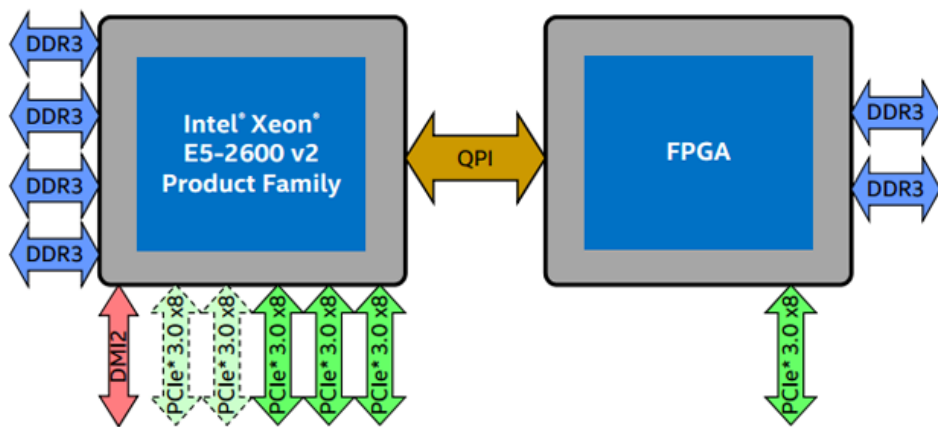 DDR3
DDR3
DDR3
DDR3
Intel® Xeon®
E5-2600 v2
Product Family
QPI
FPGA
DDR3
DDR3
DMI2
PCIe* 3.0 x8
PCIe* 3.0 x8
PCIe* 3.0 x8
PCIe* 3.0 x8
PCIe* 3.0 x8
PCIe* 3.0 x8